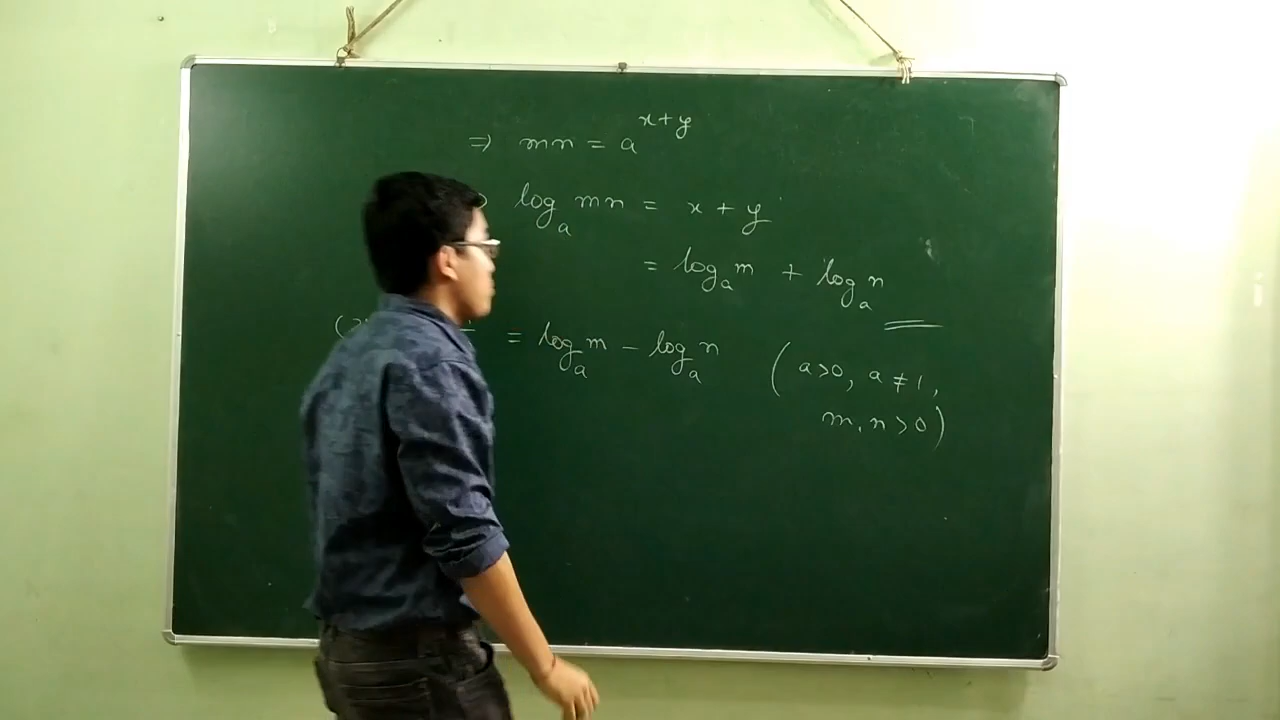 ⇒ mn = a^(x+y)
log_a mn = x + y
= log_a m + log_a n
= log_a m − log_a n (a>0, a≠1,
m, n > 0)